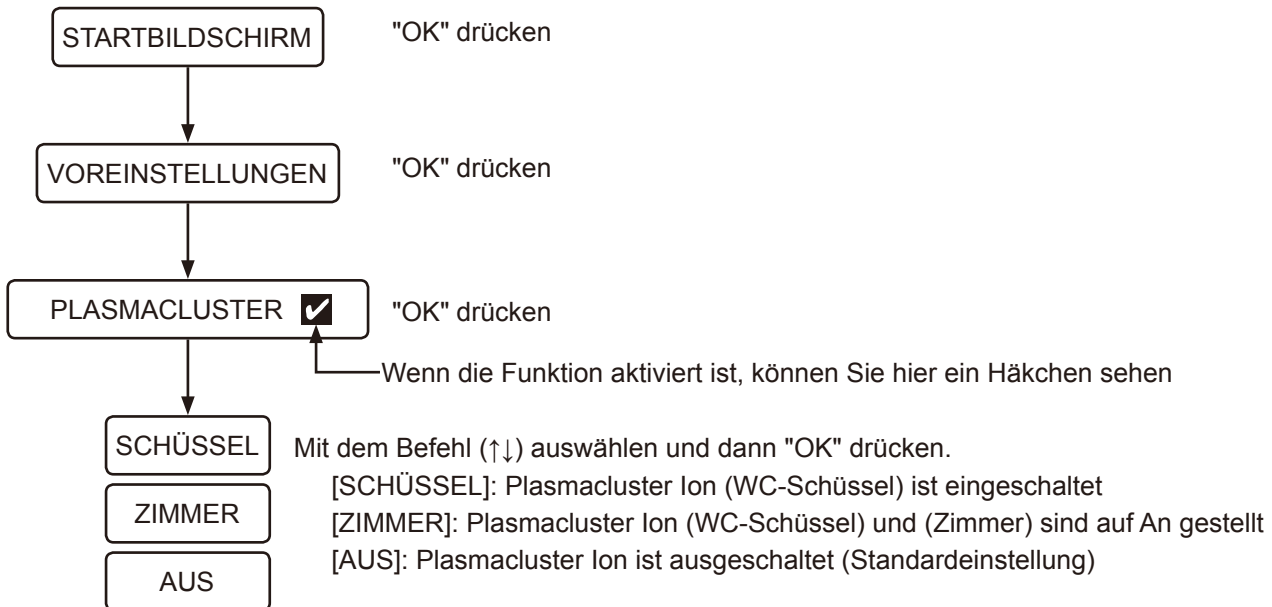 STARTBILDSCHIRM "OK" drücken
VOREINSTELLUNGEN "OK" drücken
PLASMACLUSTER ✔ "OK" drücken
Wenn die Funktion aktiviert ist, können Sie hier ein Häkchen sehen
SCHÜSSEL Mit dem Befehl (↑↓) auswählen und dann "OK" drücken.
[SCHÜSSEL]: Plasmacluster Ion (WC-Schüssel) ist eingeschaltet
ZIMMER [ZIMMER]: Plasmacluster Ion (WC-Schüssel) und (Zimmer) sind auf An gestellt
[AUS]: Plasmacluster Ion ist ausgeschaltet (Standardeinstellung)
AUS